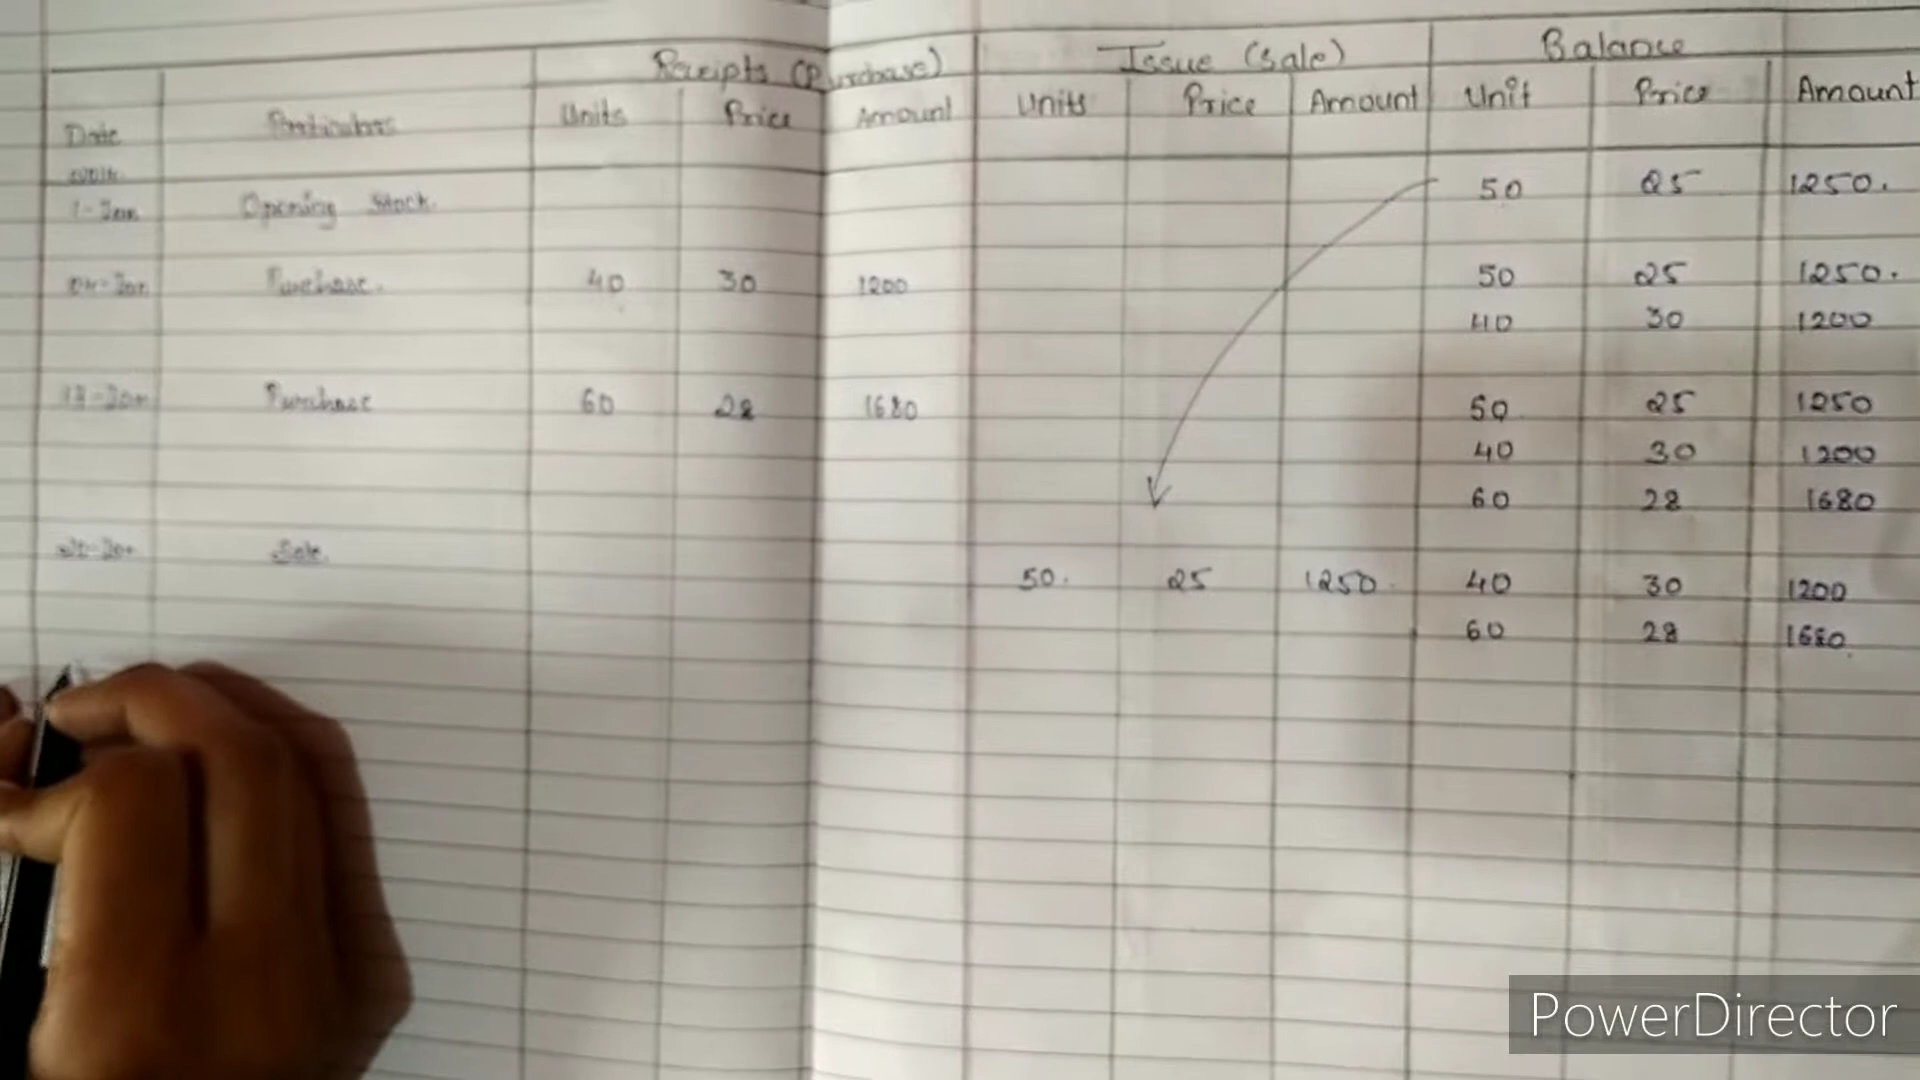 Receipts (Purchase) Issue (Sale) Balance
Date Particulars Units Price Amount Units Price Amount Unit Price Amount
1-Jan Opening Stock. 50 25 1250.
04-Jan Purchase. 40 30 1200 50 25 1250.
40 30 1200
Purchase 60 28 1680 50 25 1250
40 30 1200
60 28 1680
Sale. 50. 25 1250. 40 30 1200
60 28 1680.
PowerDirector